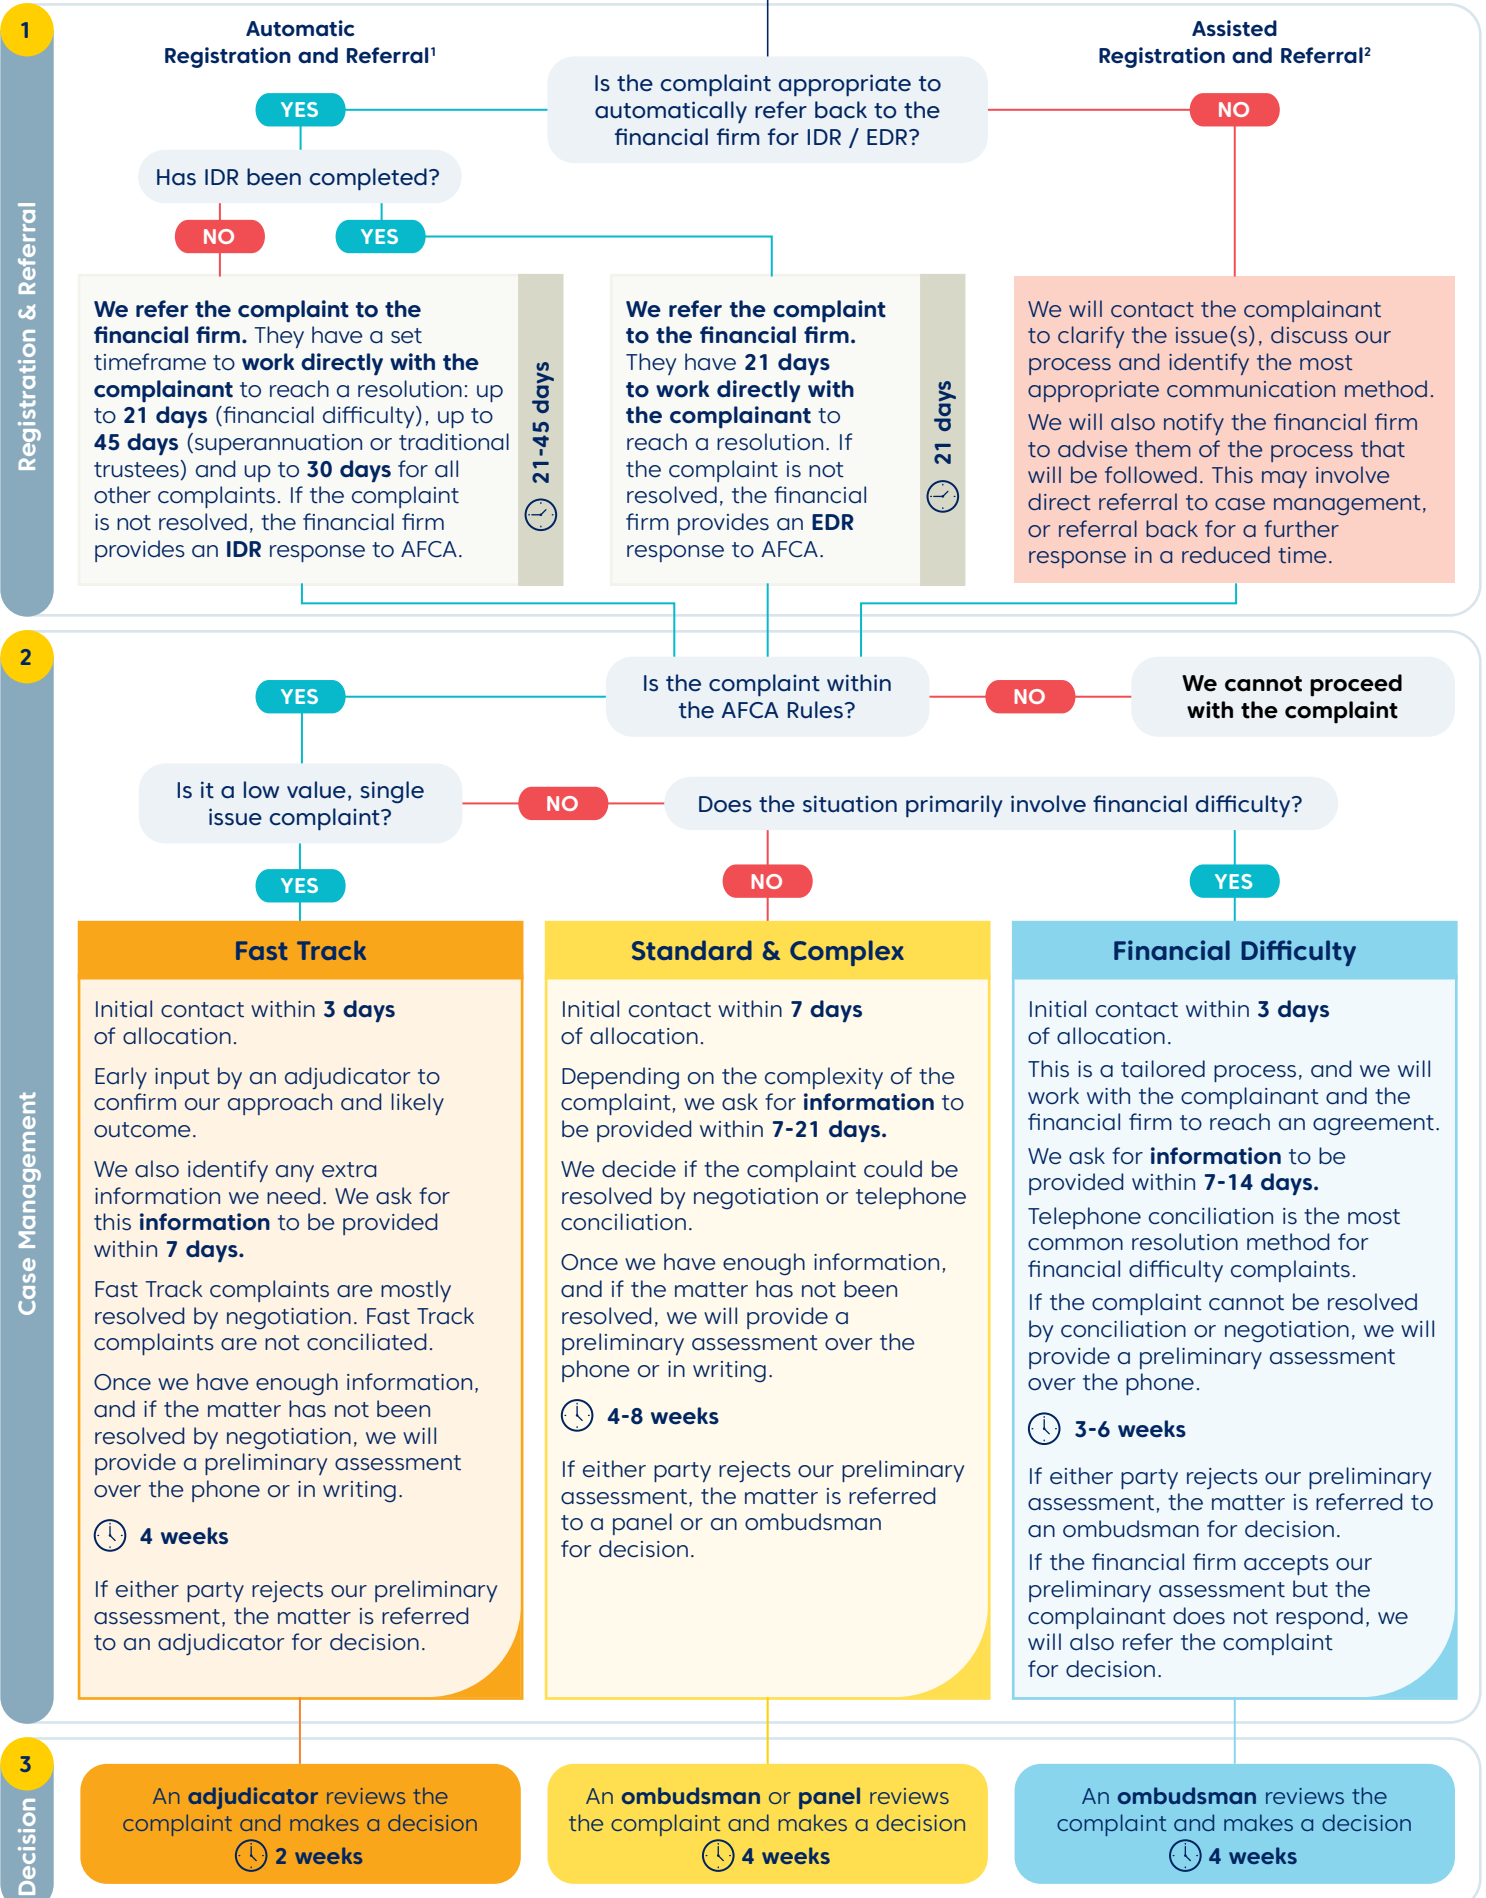 1
Registration & Referral
Automatic
Registration and Referral¹
Assisted
Registration and Referral²
Is the complaint appropriate to
automatically refer back to the
financial firm for IDR / EDR?
YES
NO
Has IDR been completed?
NO
YES
We refer the complaint to the
financial firm. They have a set
timeframe to work directly with the
complainant to reach a resolution: up
to 21 days (financial difficulty), up to
45 days (superannuation or traditional
trustees) and up to 30 days for all
other complaints. If the complaint
is not resolved, the financial firm
provides an IDR response to AFCA.
21-45 days
We refer the complaint
to the financial firm.
They have 21 days
to work directly with
the complainant to
reach a resolution. If
the complaint is not
resolved, the financial
firm provides an EDR
response to AFCA.
21 days
We will contact the complainant
to clarify the issue(s), discuss our
process and identify the most
appropriate communication method.
We will also notify the financial firm
to advise them of the process that
will be followed. This may involve
direct referral to case management,
or referral back for a further
response in a reduced time.
2
Case Management
Is the complaint within
the AFCA Rules?
YES
NO
We cannot proceed
with the complaint
Is it a low value, single
issue complaint?
NO
Does the situation primarily involve financial difficulty?
YES
NO
YES
Fast Track
Initial contact within 3 days
of allocation.
Early input by an adjudicator to
confirm our approach and likely
outcome.
We also identify any extra
information we need. We ask for
this information to be provided
within 7 days.
Fast Track complaints are mostly
resolved by negotiation. Fast Track
complaints are not conciliated.
Once we have enough information,
and if the matter has not been
resolved by negotiation, we will
provide a preliminary assessment
over the phone or in writing.
4 weeks
If either party rejects our preliminary
assessment, the matter is referred
to an adjudicator for decision.
Standard & Complex
Initial contact within 7 days
of allocation.
Depending on the complexity of the
complaint, we ask for information to
be provided within 7-21 days.
We decide if the complaint could be
resolved by negotiation or telephone
conciliation.
Once we have enough information,
and if the matter has not been
resolved, we will provide a
preliminary assessment over the
phone or in writing.
4-8 weeks
If either party rejects our preliminary
assessment, the matter is referred
to a panel or an ombudsman
for decision.
Financial Difficulty
Initial contact within 3 days
of allocation.
This is a tailored process, and we will
work with the complainant and the
financial firm to reach an agreement.
We ask for information to be
provided within 7-14 days.
Telephone conciliation is the most
common resolution method for
financial difficulty complaints.
If the complaint cannot be resolved
by conciliation or negotiation, we will
provide a preliminary assessment
over the phone.
3-6 weeks
If either party rejects our preliminary
assessment, the matter is referred to
an ombudsman for decision.
If the financial firm accepts our
preliminary assessment but the
complainant does not respond, we
will also refer the complaint
for decision.
3
Decision
An adjudicator reviews the
complaint and makes a decision
2 weeks
An ombudsman or panel reviews
the complaint and makes a decision
4 weeks
An ombudsman reviews the
complaint and makes a decision
4 weeks